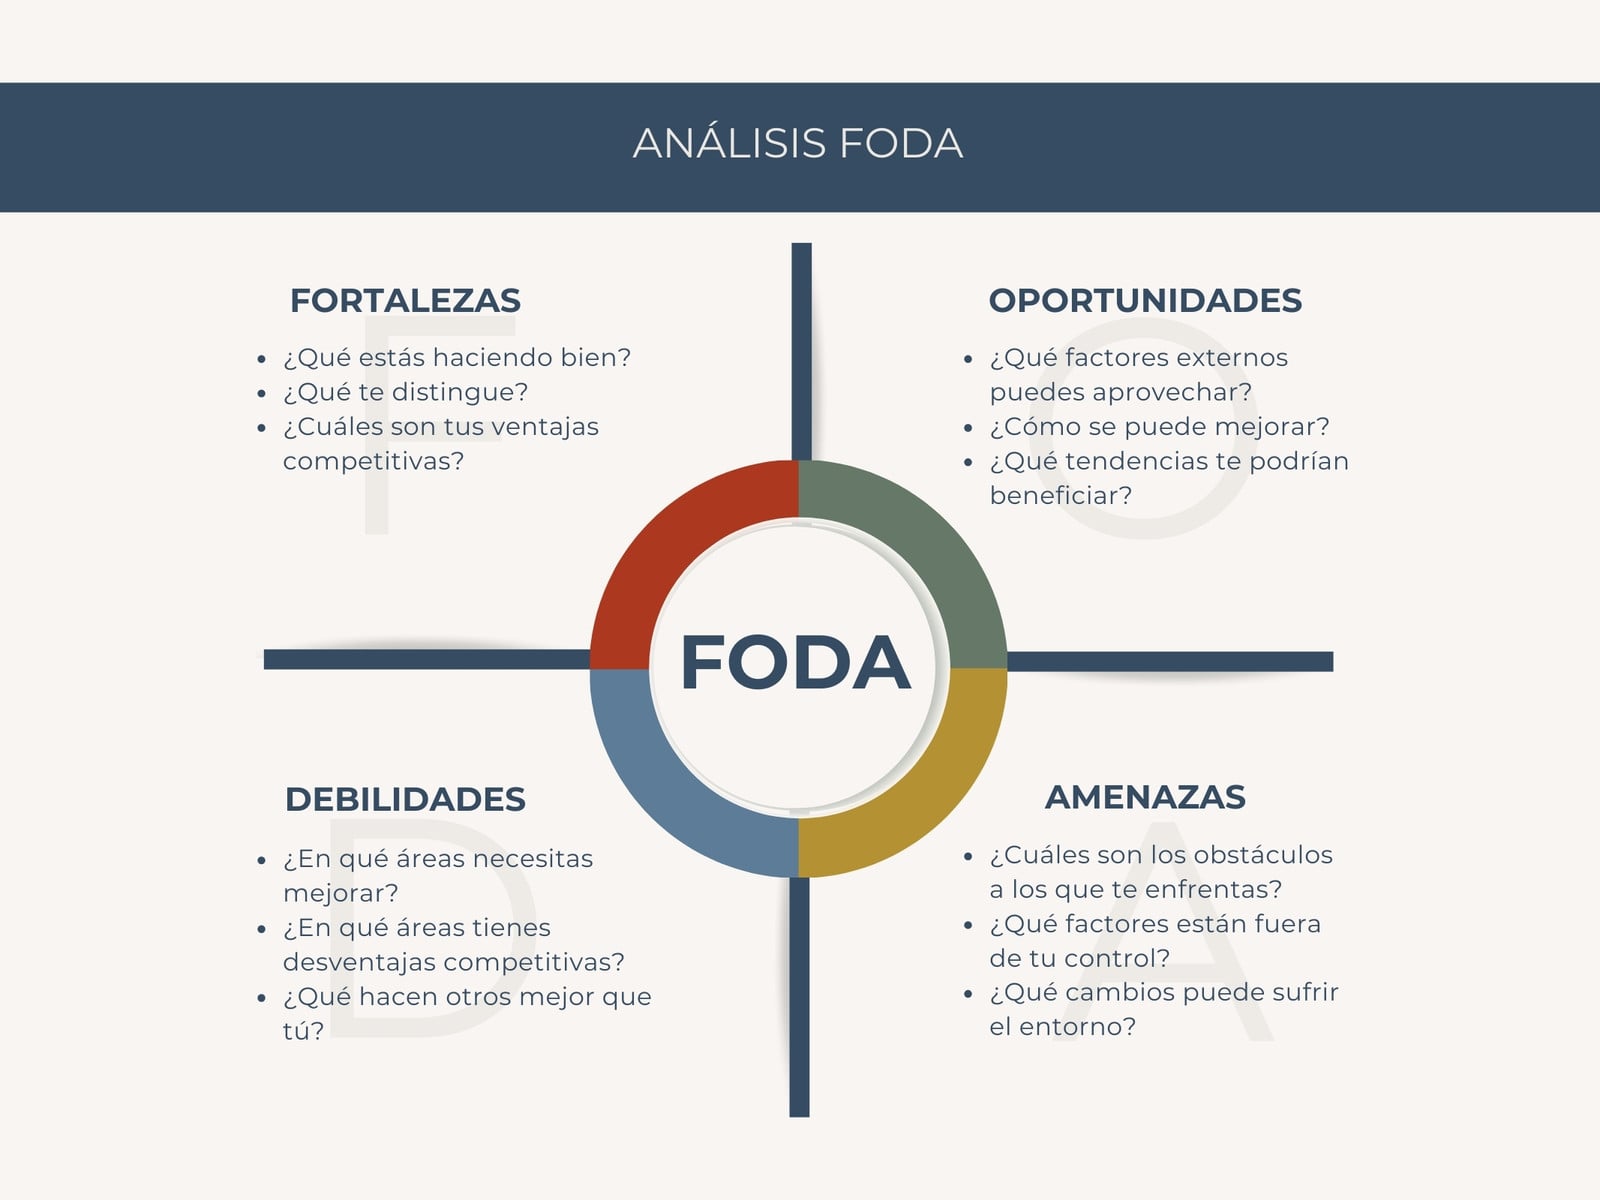 ANÁLISIS FODA
FORTALEZAS
• ¿Qué estás haciendo bien?
• ¿Qué te distingue?
• ¿Cuáles son tus ventajas
competitivas?
F
OPORTUNIDADES
• ¿Qué factores externos
puedes aprovechar?
• ¿Cómo se puede mejorar?
• ¿Qué tendencias te podrían
beneficiar?
O
FODA
DEBILIDADES
• ¿En qué áreas necesitas
mejorar?
• ¿En qué áreas tienes
desventajas competitivas?
• ¿Qué hacen otros mejor que
tú?
D
AMENAZAS
• ¿Cuáles son los obstáculos
a los que te enfrentas?
• ¿Qué factores están fuera
de tu control?
• ¿Qué cambios puede sufrir
el entorno?
A